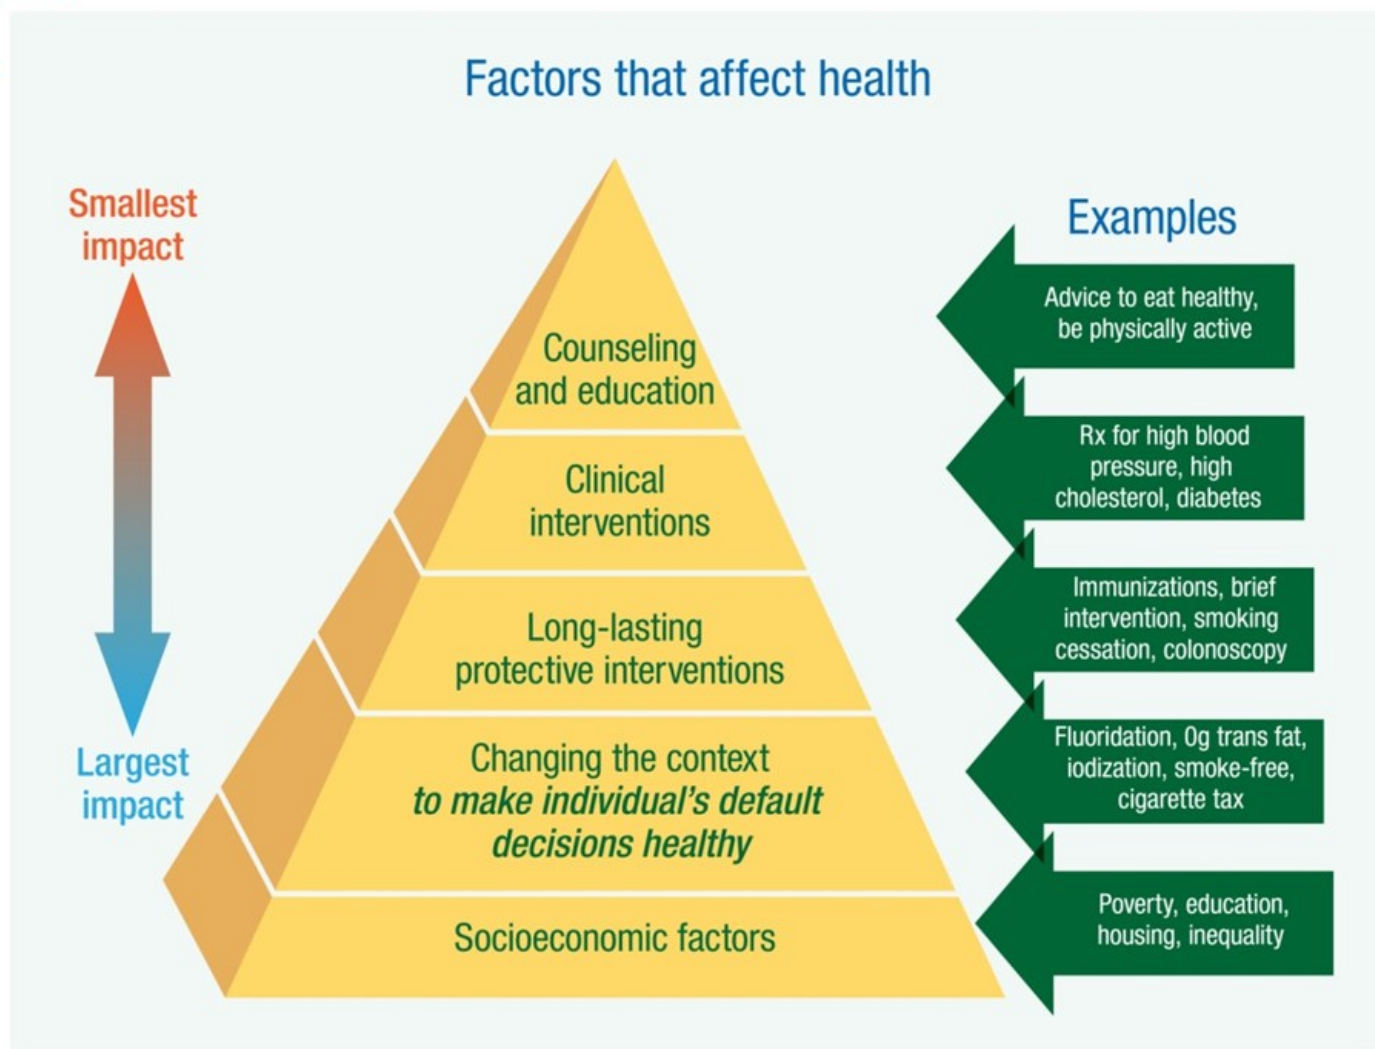 Factors that affect health
Smallest
impact
Largest
impact
Counseling
and education
Clinical
interventions
Long-lasting
protective interventions
Changing the context
to make individual’s default
decisions healthy
Socioeconomic factors
Examples
Advice to eat healthy,
be physically active
Rx for high blood
pressure, high
cholesterol, diabetes
Immunizations, brief
intervention, smoking
cessation, colonoscopy
Fluoridation, 0g trans fat,
iodization, smoke-free,
cigarette tax
Poverty, education,
housing, inequality